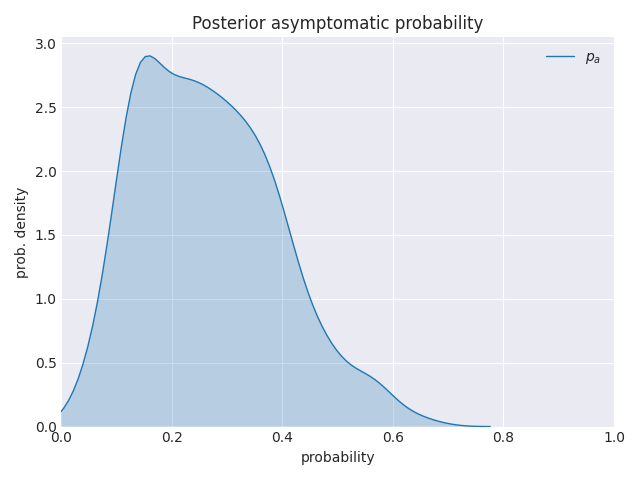 Posterior asymptomatic probability
3.0
2.5
2.0
1.5
1.0
0.5
0.0
prob. density
pₐ
0.0 0.2 0.4 0.6 0.8 1.0
probability